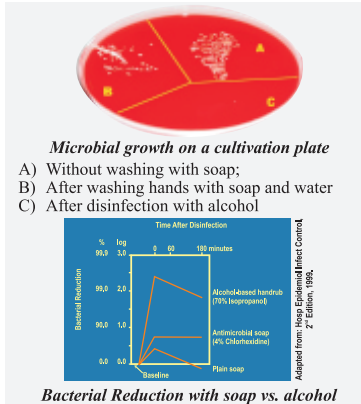 A
B
C
Microbial growth on a cultivation plate
A) Without washing with soap;
B) After washing hands with soap and water
C) After disinfection with alcohol
Time After Disinfection
% log 0 60 180 minutes
99,9 3,0
99,0 2,0
90,0 1,0
0,0 0,0
Bacterial Reduction
Alcohol-based handrub
(70% Isopropanol)
Antimicrobial soap
(4% Chlorhexidine)
Plain soap
Baseline
Adapted from: Hosp Epidemiol Infect Control,
2nd Edition, 1999.
Bacterial Reduction with soap vs. alcohol